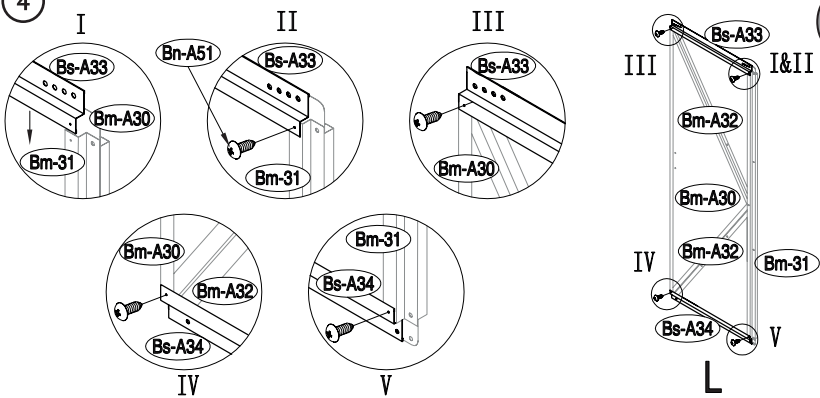 4
I
II
III
Bs-A33
Bm-A30
Bm-31
Bn-A51
Bs-A33
Bm-31
Bs-A33
Bm-A30
Bm-A30
Bm-A32
Bs-A34
IV
Bm-31
Bs-A34
V
Bs-A33
III
I&II
Bm-A32
Bm-A30
Bm-A32
Bm-31
IV
Bs-A34
V
L